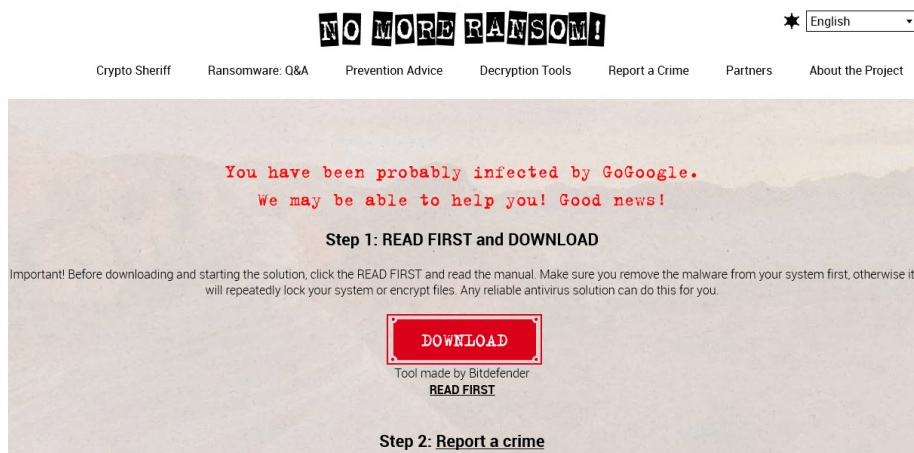 NO MORE RANSOM!
English
Crypto Sheriff Ransomware: Q&A Prevention Advice Decryption Tools Report a Crime Partners About the Project
You have been probably infected by GoGoogle.
We may be able to help you! Good news!
Step 1: READ FIRST and DOWNLOAD
Important! Before downloading and starting the solution, click the READ FIRST and read the manual. Make sure you remove the malware from your system first, otherwise it
will repeatedly lock your system or encrypt files. Any reliable antivirus solution can do this for you.
DOWNLOAD
Tool made by Bitdefender
READ FIRST
Step 2: Report a crime